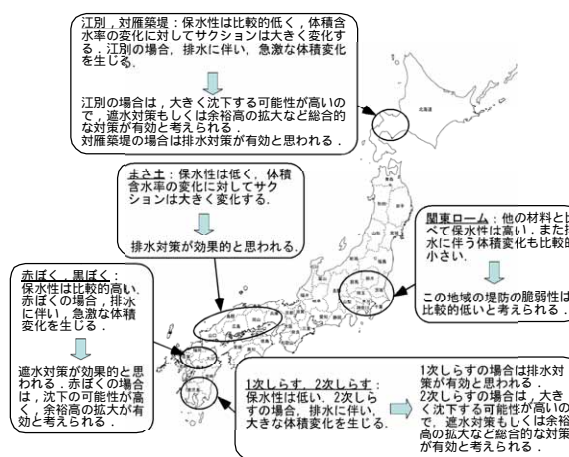 江別，対雁築堤：保水性は比較的低く，体積含
水率の変化に対してサクションは大きく変化す
る．江別の場合，排水に伴い，急激な体積変化
を生じる．
江別の場合は，大きく沈下する可能性が高いの
で，遮水対策もしくは余裕高の拡大など総合的
な対策が有効と考えられる．
対雁築堤の場合は排水対策が有効と思われる．
北海道
まさ土：保水性は低く，体積
含水率の変化に対してサク
ションは大きく変化する．
排水対策が効果的と思われる．
関東ローム：他の材料と比
べて保水性は高い．また排
水に伴う体積変化も比較的
小さい．
この地域の堤防の脆弱性は
比較的低いと考えられる．
赤ぼく，黒ぼく：
保水性は比較的高い．
赤ぼくの場合，排水
に伴い，急激な体積
変化を生じる．
遮水対策が効果的と思
われる．赤ぼくの場合
は，沈下の可能性が高
く，余裕高の拡大が有
効と考えられる．
1次しらす，2次しらす：
保水性は低い．2次しら
すの場合，排水に伴い，
大きな体積変化を生じる．
1次しらすの場合は排水対
策が有効と思われる．
2次しらすの場合は，大き
く沈下する可能性が高いの
で，遮水対策もしくは余裕
高の拡大など総合的な対策
が有効と考えられる．